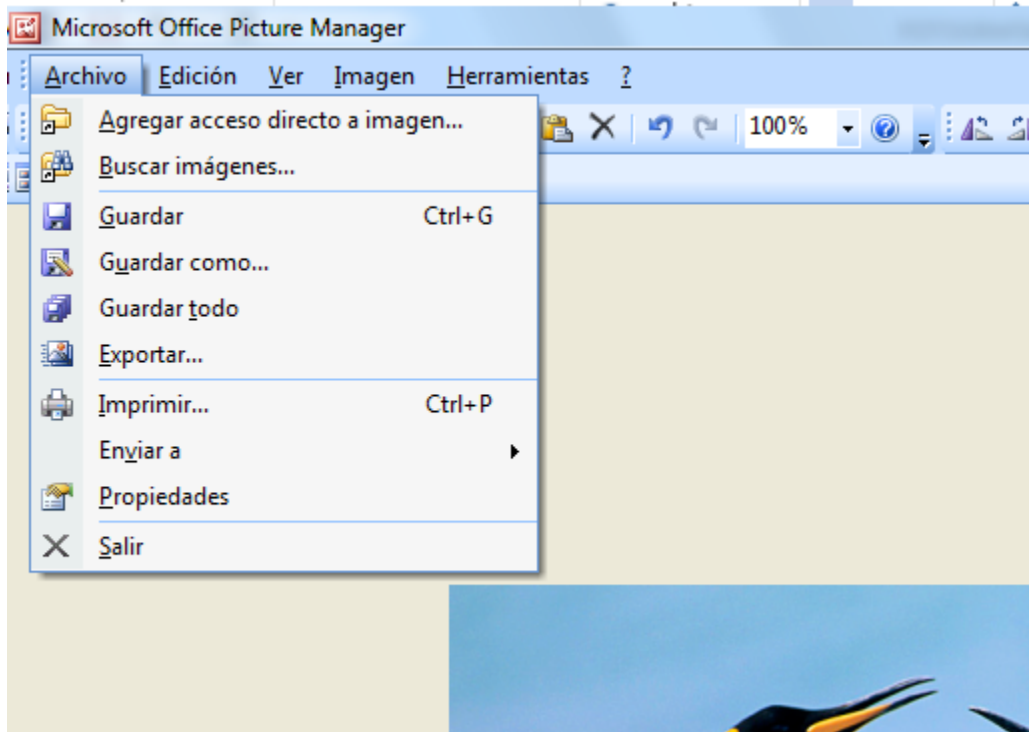 Microsoft Office Picture Manager
Archivo Edición Ver Imagen Herramientas ?
Agregar acceso directo a imagen...
100%
Buscar imágenes...
Guardar Ctrl+G
Guardar como...
Guardar todo
Exportar...
Imprimir... Ctrl+P
Enviar a
Propiedades
Salir